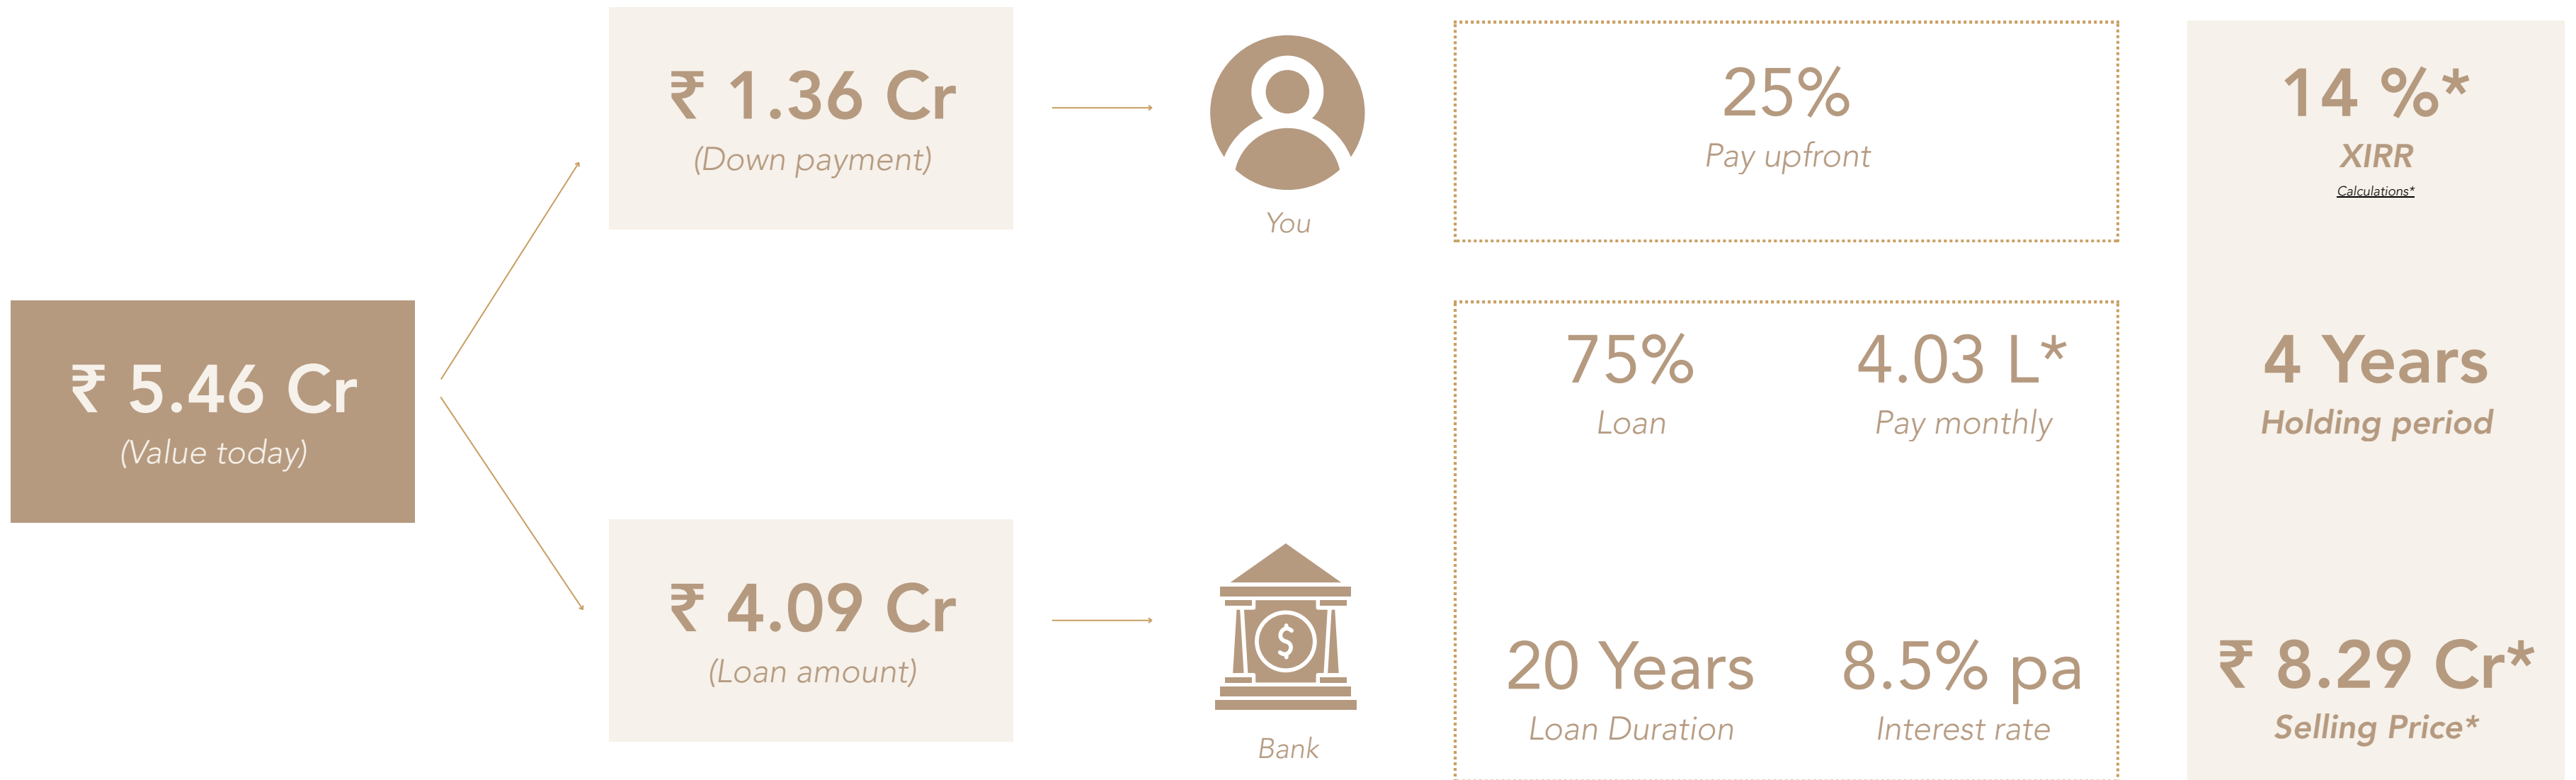 ₹ 5.46 Cr
(Value today)
₹ 1.36 Cr
(Down payment)
You
25%
Pay upfront
₹ 4.09 Cr
(Loan amount)
$
Bank
75%
Loan
4.03 L*
Pay monthly
20 Years
Loan Duration
8.5% pa
Interest rate
14 %*
XIRR
Calculations*
4 Years
Holding period
₹ 8.29 Cr*
Selling Price*